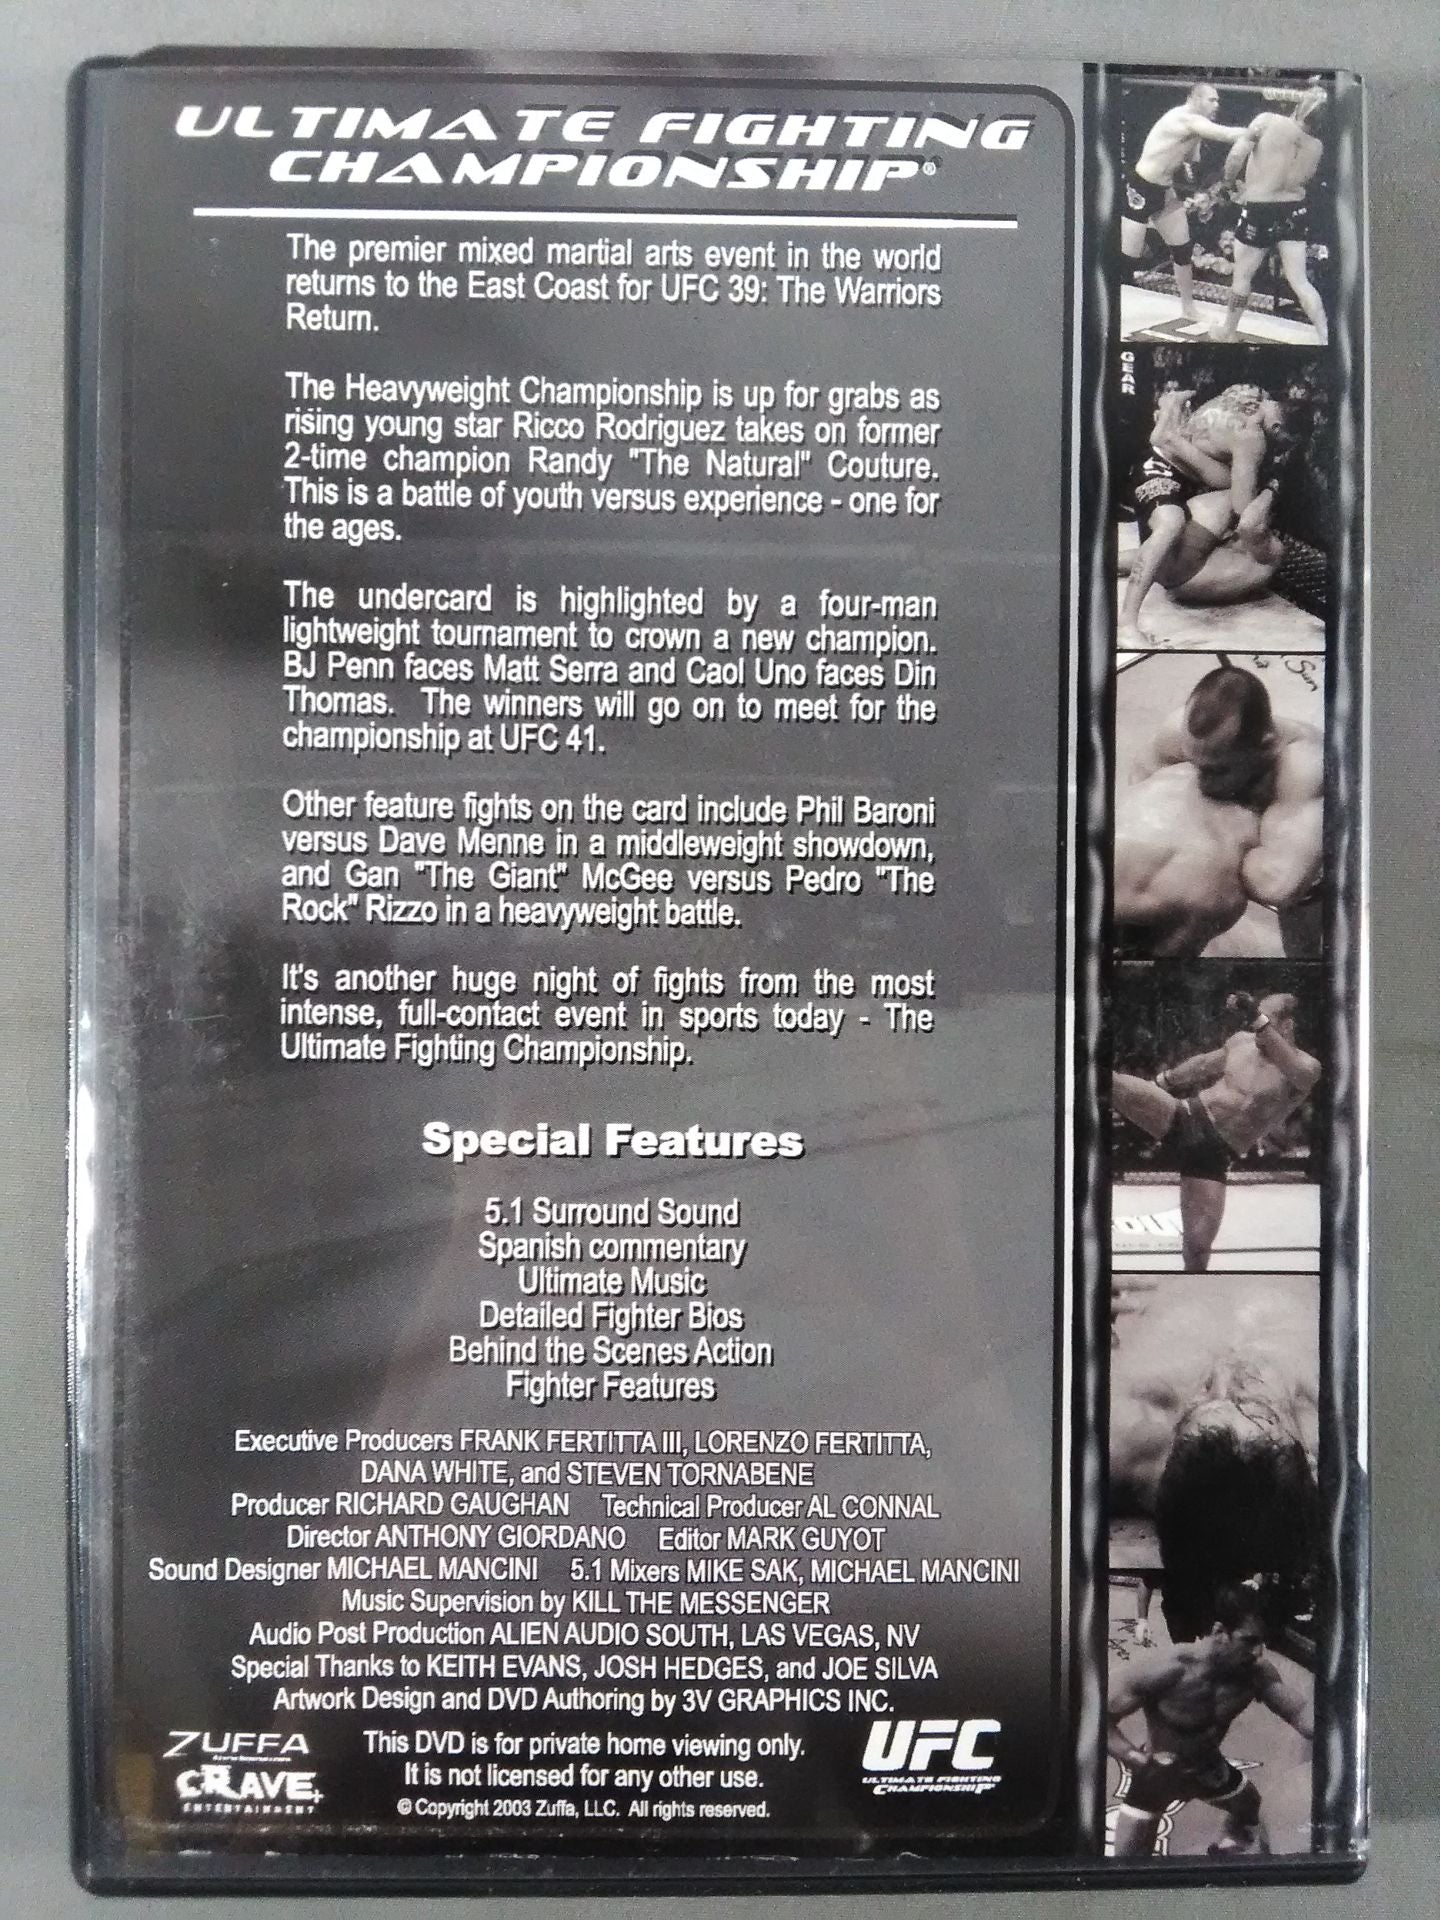 ULTIMATE FIGHTING
CHAMPIONSHIP®
The premier mixed martial arts event in the world
returns to the East Coast for UFC 39: The Warriors
Return.
The Heavyweight Championship is up for grabs as
rising young star Ricco Rodriguez takes on former
2-time champion Randy "The Natural" Couture.
This is a battle of youth versus experience - one for
the ages.
The undercard is highlighted by a four-man
lightweight tournament to crown a new champion.
BJ Penn faces Matt Serra and Caol Uno faces Din
Thomas. The winners will go on to meet for the
championship at UFC 41.
Other feature fights on the card include Phil Baroni
versus Dave Menne in a middleweight showdown,
and Gan "The Giant" McGee versus Pedro "The
Rock" Rizzo in a heavyweight battle.
It's another huge night of fights from the most
intense, full-contact event in sports today - The
Ultimate Fighting Championship.
Special Features
5.1 Surround Sound
Spanish commentary
Ultimate Music
Detailed Fighter Bios
Behind the Scenes Action
Fighter Features
Executive Producers FRANK FERTITTA III, LORENZO FERTITTA,
DANA WHITE, and STEVEN TORNABENE
Producer RICHARD GAUGHAN Technical Producer AL CONNAL
Director ANTHONY GIORDANO Editor MARK GUYOT
Sound Designer MICHAEL MANCINI 5.1 Mixers MIKE SAK, MICHAEL MANCINI
Music Supervision by KILL THE MESSENGER
Audio Post Production ALIEN AUDIO SOUTH, LAS VEGAS, NV
Special Thanks to KEITH EVANS, JOSH HEDGES, and JOE SILVA
Artwork Design and DVD Authoring by 3V GRAPHICS INC.
ZUFFA
CRAVE
ENTERTAINMENT
This DVD is for private home viewing only.
It is not licensed for any other use.
© Copyright 2003 Zuffa, LLC. All rights reserved.
UFC
ULTIMATE FIGHTING
CHAMPIONSHIP
GEAR